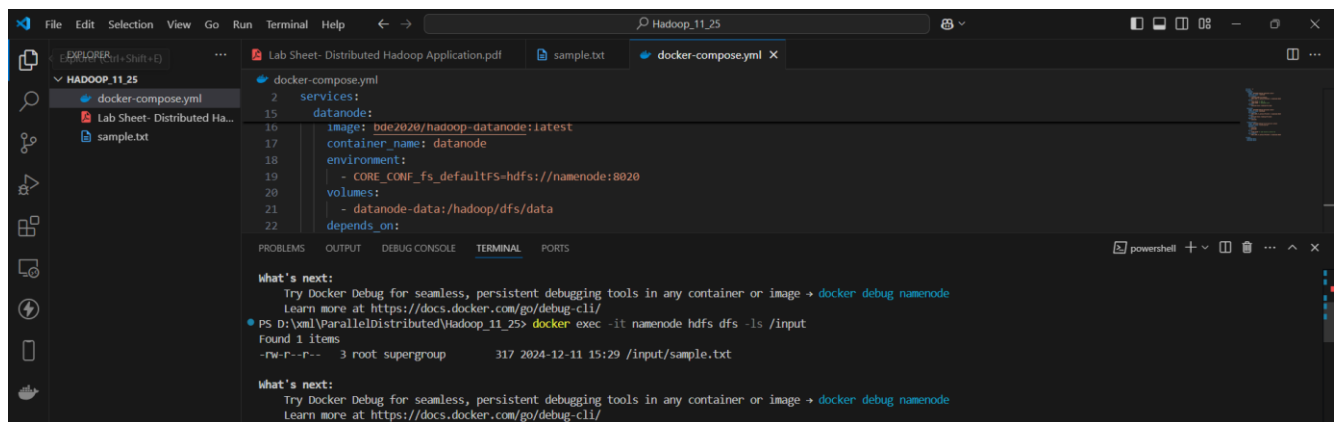 File Edit Selection View Go Run Terminal Help
Hadoop_11_25
EXPLORER
Lab Sheet- Distributed Hadoop Application.pdf
sample.txt
docker-compose.yml
HADOOP_11_25
docker-compose.yml
Lab Sheet- Distributed Ha...
sample.txt
docker-compose.yml
2 services:
15 datanode:
16 image: bde2020/hadoop-datanode:latest
17 container_name: datanode
18 environment:
19 - CORE_CONF_fs_defaultFS=hdfs://namenode:8020
20 volumes:
21 - datanode-data:/hadoop/dfs/data
22 depends_on:
PROBLEMS OUTPUT DEBUG CONSOLE TERMINAL PORTS
powershell
What's next:
Try Docker Debug for seamless, persistent debugging tools in any container or image → docker debug namenode
Learn more at https://docs.docker.com/go/debug-cli/
PS D:\xml\ParallelDistributed\Hadoop_11_25> docker exec -it namenode hdfs dfs -ls /input
Found 1 items
-rw-r--r-- 3 root supergroup 317 2024-12-11 15:29 /input/sample.txt
What's next:
Try Docker Debug for seamless, persistent debugging tools in any container or image → docker debug namenode
Learn more at https://docs.docker.com/go/debug-cli/